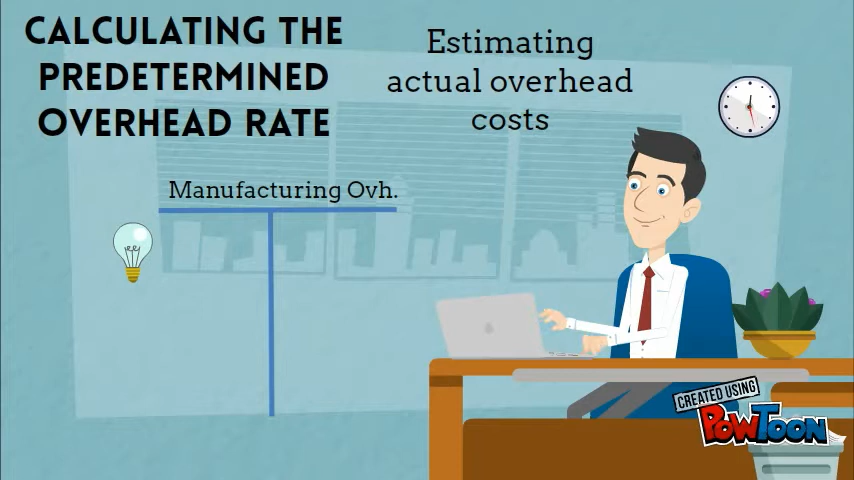 CALCULATING THE
PREDETERMINED
OVERHEAD RATE
Estimating
actual overhead
costs
Manufacturing Ovh.
CREATED USING
POWTOON